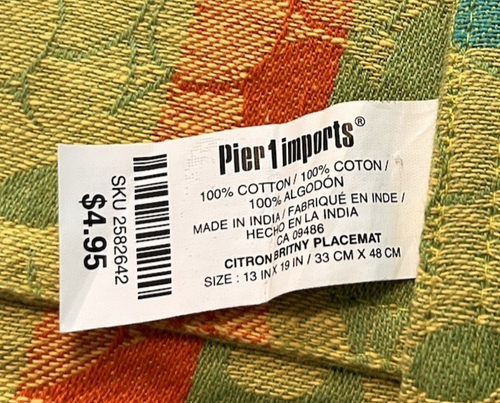 Pier 1 imports®
100% COTTON / 100% COTON /
100% ALGODÓN
MADE IN INDIA / FABRIQUÉ EN INDE /
HECHO EN LA INDIA
CA 09486
CITRON BRITNY PLACEMAT
SIZE : 13 IN X 19 IN / 33 CM X 48 CM
SKU 2582642
$4.95